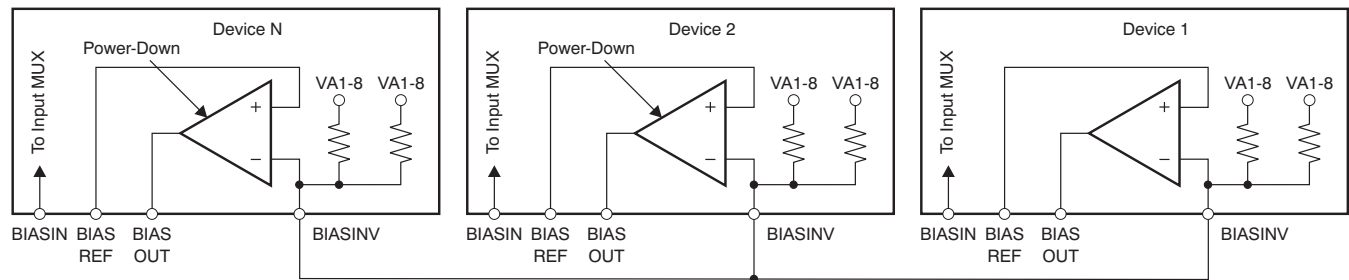 Device N
Power-Down
To Input MUX
VA1-8 VA1-8
+
−
BIASIN BIAS REF BIAS OUT BIASINV
Device 2
Power-Down
To Input MUX
VA1-8 VA1-8
+
−
BIASIN BIAS REF BIAS OUT BIASINV
Device 1
To Input MUX
VA1-8 VA1-8
+
−
BIASIN BIAS REF BIAS OUT BIASINV